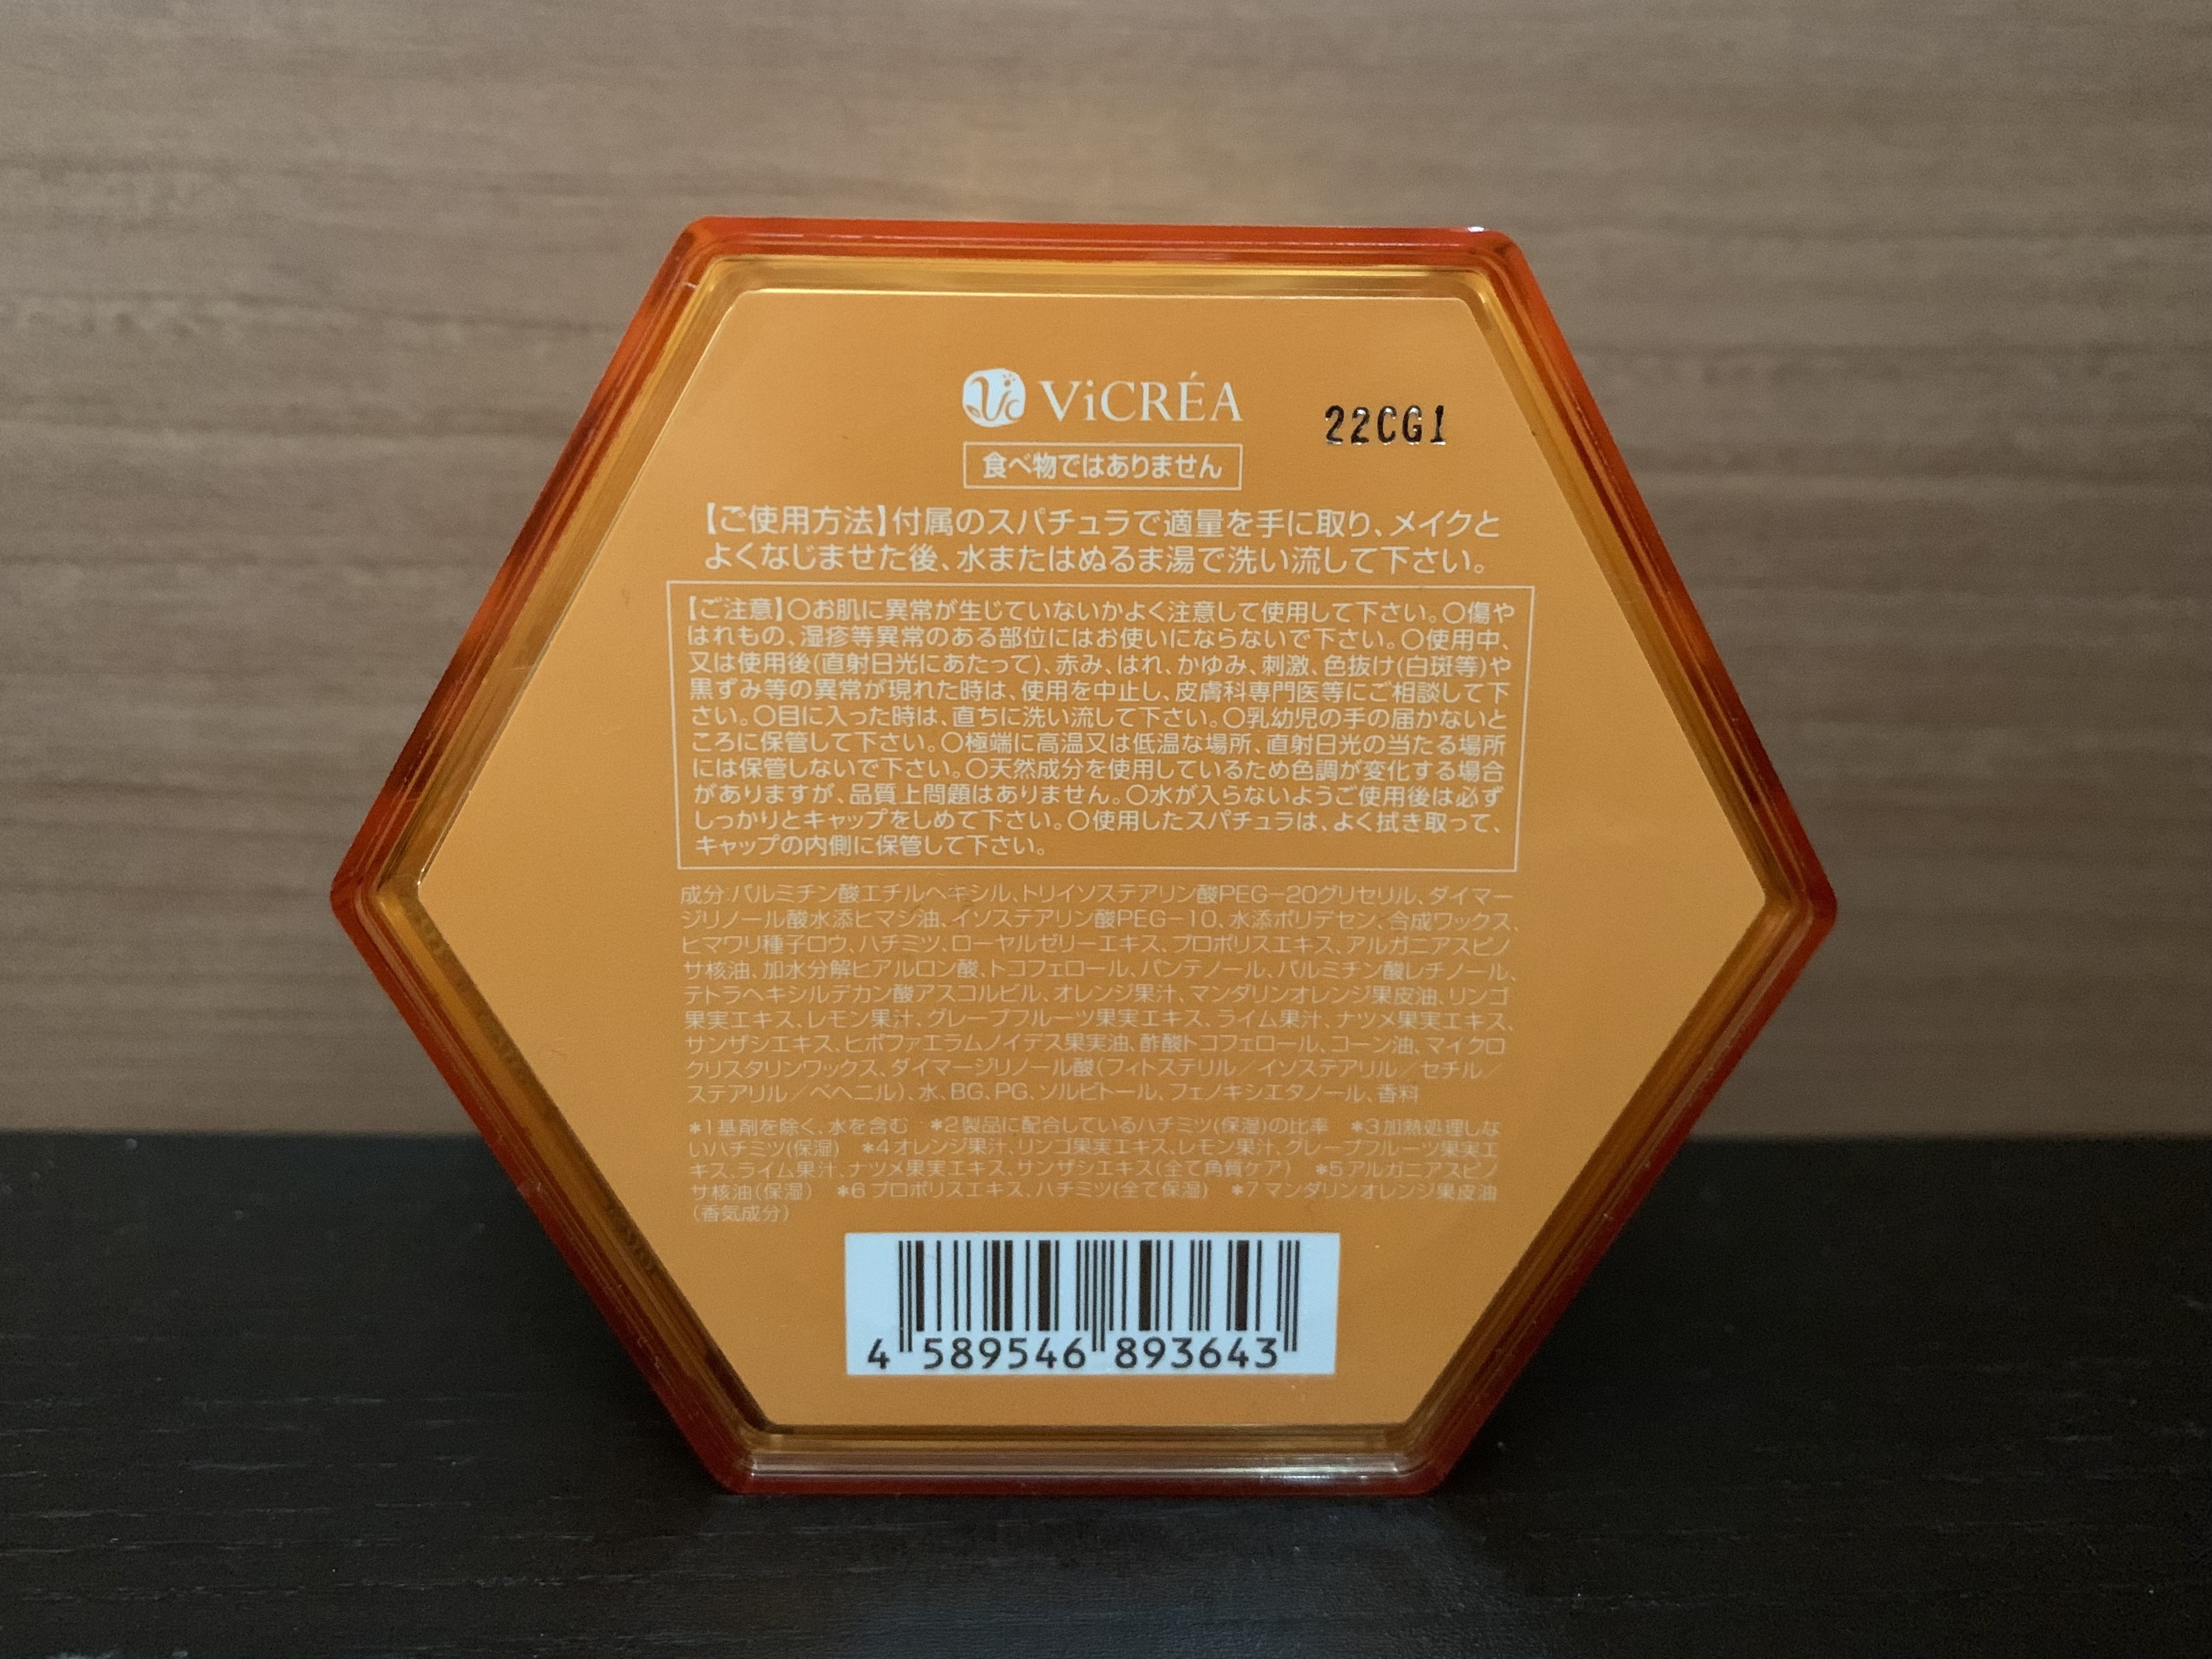 ViCRÉA
22CG1
食べ物ではありません
【ご使用方法】付属のスパチュラで適量を手に取り、メイクと
よくなじませた後、水またはぬるま湯で洗い流して下さい。
【ご注意】〇お肌に異常が生じていないかよく注意して使用して下さい。〇傷や
はれもの、湿疹等異常のある部位にはお使いにならないで下さい。〇使用中、
又は使用後(直射日光にあたって)、赤み、はれ、かゆみ、刺激、色抜け(白斑等)や
黒ずみ等の異常が現れた時は、使用を中止し、皮膚科専門医等にご相談して下
さい。〇目に入った時は、直ちに洗い流して下さい。〇乳幼児の手の届かないと
ころに保管して下さい。〇極端に高温又は低温な場所、直射日光の当たる場所
には保管しないで下さい。〇天然成分を使用しているため色調が変化する場合
がありますが、品質上問題はありません。〇水が入らないようご使用後は必ず
しっかりとキャップをしめて下さい。〇使用したスパチュラは、よく拭き取って、
キャップの内側に保管して下さい。
成分:パルミチン酸エチルヘキシル、トリイソステアリン酸PEG-20グリセリル、ダイマー
ジリノール酸水添ヒマシ油、イソステアリン酸PEG-10、水添ポリデセン、合成ワックス、
ヒマワリ種子ロウ、ハチミツ、ローヤルゼリーエキス、プロポリスエキス、アルガニアスピノ
サ核油、加水分解ヒアルロン酸、トコフェロール、パンテノール、パルミチン酸レチノール、
テトラヘキシルデカン酸アスコルビル、オレンジ果汁、マンダリンオレンジ果皮油、リンゴ
果実エキス、レモン果汁、グレープフルーツ果実エキス、ライム果汁、ナツメ果実エキス、
サンザシエキス、ヒポファエラムノイデス果実油、酢酸トコフェロール、コーン油、マイクロ
クリスタリンワックス、ダイマージリノール酸(フィトステリル/イソステアリル/セチル/
ステアリル/ベヘニル)、水、BG、PG、ソルビトール、フェノキシエタノール、香料
*1基剤を除く、水を含む *2製品に配合しているハチミツ(保湿)の比率 *3加熱処理しな
いハチミツ(保湿) *4オレンジ果汁、リンゴ果実エキス、レモン果汁、グレープフルーツ果実エ
キス、ライム果汁、ナツメ果実エキス、サンザシエキス(全て角質ケア) *5アルガニアスピノ
サ核油(保湿) *6プロポリスエキス、ハチミツ(全て保湿) *7マンダリンオレンジ果皮油
(香気成分)
4 589546 893643